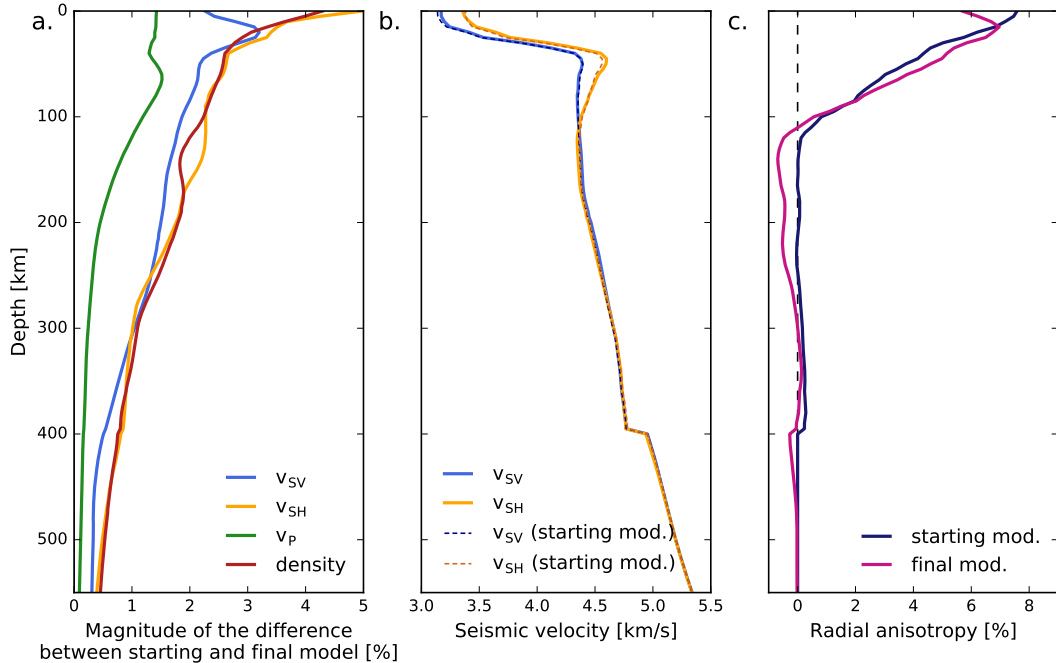 a.
b.
c.
0
100
200
300
400
500
Depth [km]
v_SV
v_SH
v_P
density
0 1 2 3 4 5
Magnitude of the difference
between starting and final model [%]
v_SV
v_SH
v_SV (starting mod.)
v_SH (starting mod.)
3.0 3.5 4.0 4.5 5.0 5.5
Seismic velocity [km/s]
starting mod.
final mod.
0 2 4 6 8
Radial anisotropy [%]